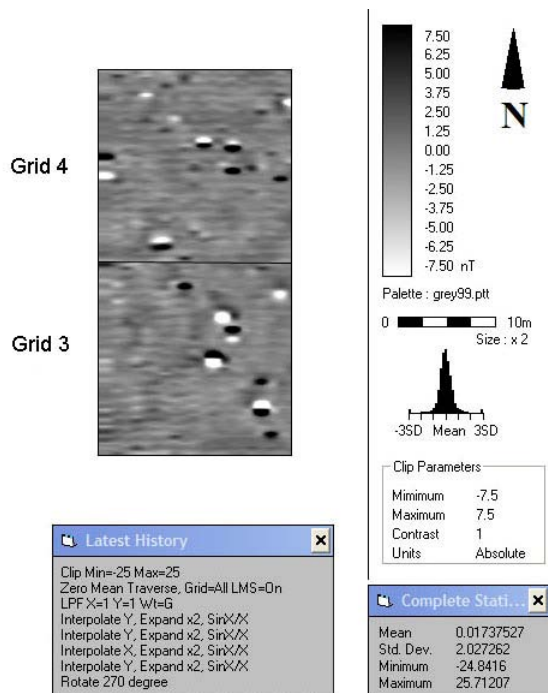 Grid 4
Grid 3
7.50
6.25
5.00
3.75
2.50
1.25
0.00
-1.25
-2.50
-3.75
-5.00
-6.25
-7.50 nT
N
Palette : grey99.ptt
0 10m
Size : x 2
-3SD Mean 3SD
Clip Parameters
Minimum -7.5
Maximum 7.5
Contrast 1
Units Absolute
Latest History
Clip Min=-25 Max=25
Zero Mean Traverse, Grid=All LMS=On
LPF X=1 Y=1 Wt=G
Interpolate Y, Expand x2, SinX/X
Interpolate Y, Expand x2, SinX/X
Interpolate X, Expand x2, SinX/X
Interpolate Y, Expand x2, SinX/X
Rotate 270 degree
Complete Stati...
Mean 0.01737527
Std. Dev. 2.027262
Minimum -24.8416
Maximum 25.71207